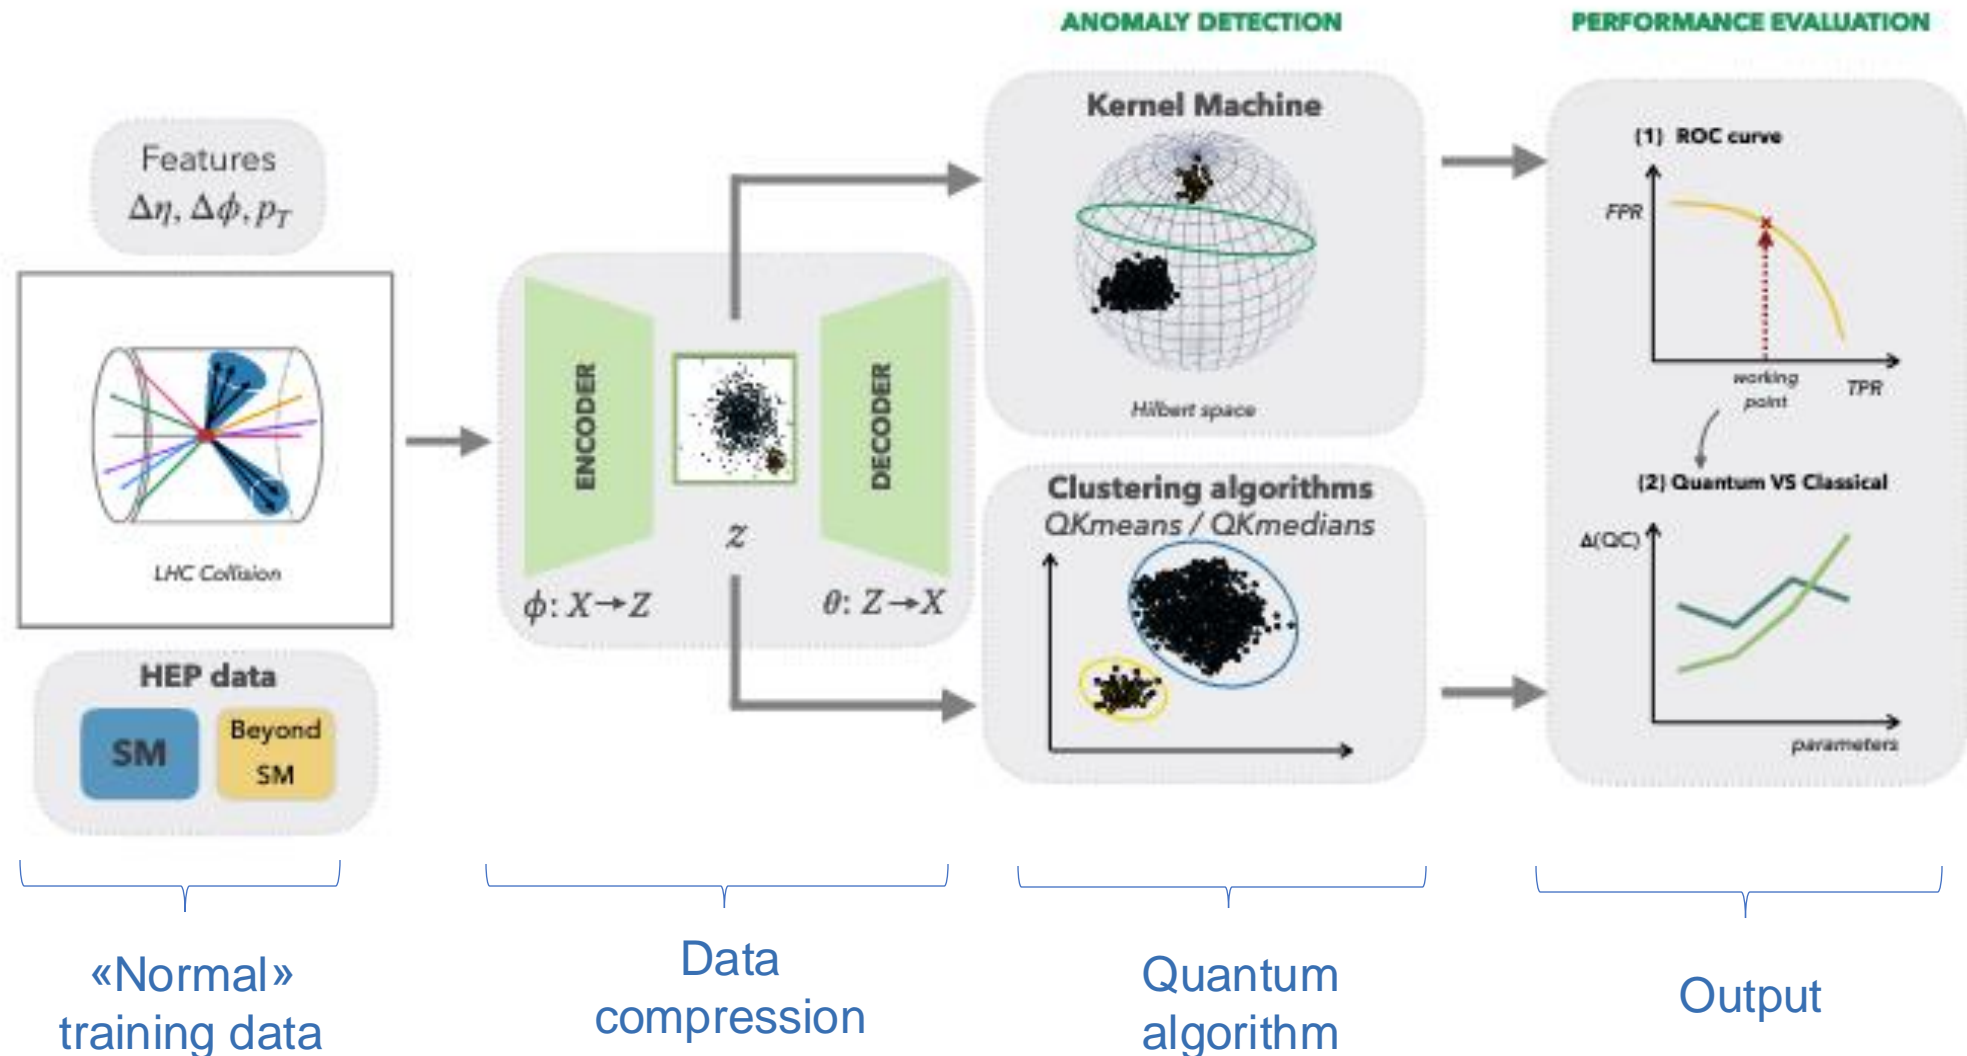 ANOMALY DETECTION
PERFORMANCE EVALUATION
Features
Δη, Δϕ, p_T
LHC Collision
HEP data
SM
Beyond
SM
ENCODER
DECODER
z
ϕ: X→Z
θ: Z→X
Kernel Machine
Hilbert space
Clustering algorithms
QKmeans / QKmedians
(1) ROC curve
FPR
working
point
TPR
(2) Quantum VS Classical
Δ(QC)
parameters
«Normal»
training data
Data
compression
Quantum
algorithm
Output